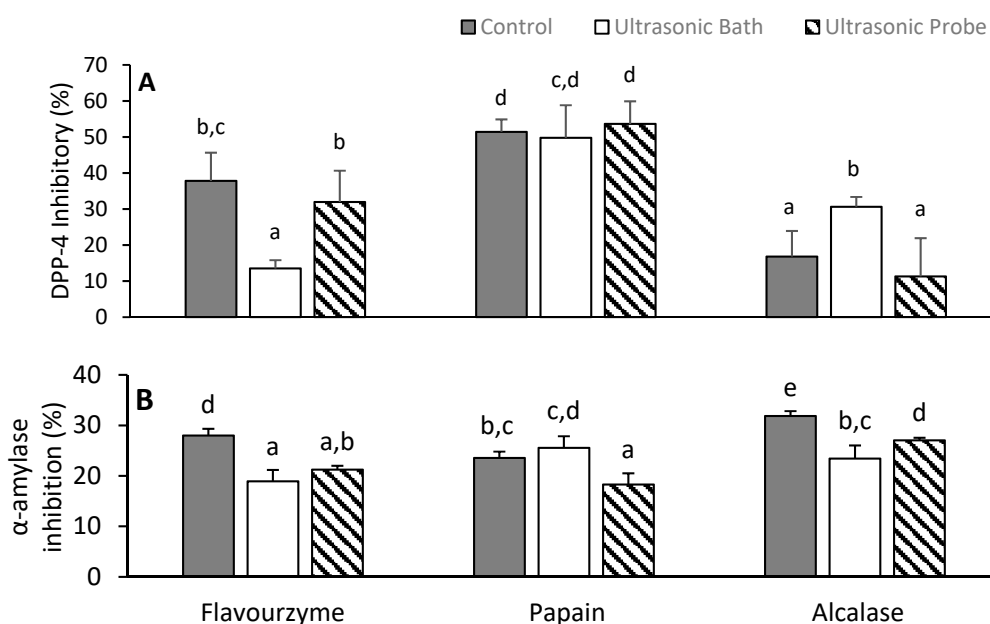 Control Ultrasonic Bath Ultrasonic Probe
A
DPP-4 Inhibitory (%)
70
60
50
40
30
20
10
0
b,c a b d c,d d a b a
B
α-amylase
inhibition (%)
40
30
20
10
0
d a a,b b,c c,d a e b,c d
Flavourzyme Papain Alcalase